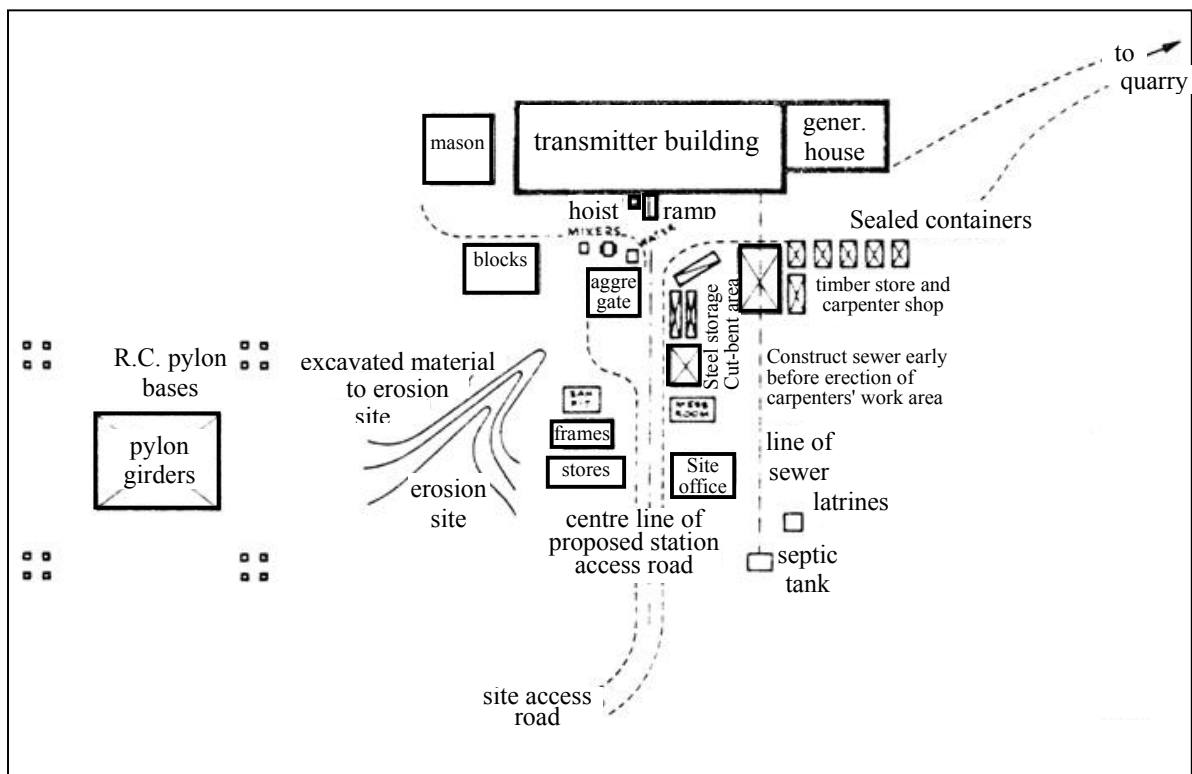 to
quarry
mason
transmitter building
gener.
house
hoist
ramp
MIXERS
WATER
Sealed containers
blocks
aggre
gate
Steel storage
Cut-bent area
timber store and
carpenter shop
R.C. pylon
bases
excavated material
to erosion
site
Construct sewer early
before erection of
carpenters' work area
MESS
ROOM
frames
pylon
girders
stores
Site
office
line of
sewer
erosion
site
latrines
centre line of
proposed station
access road
septic
tank
site access
road